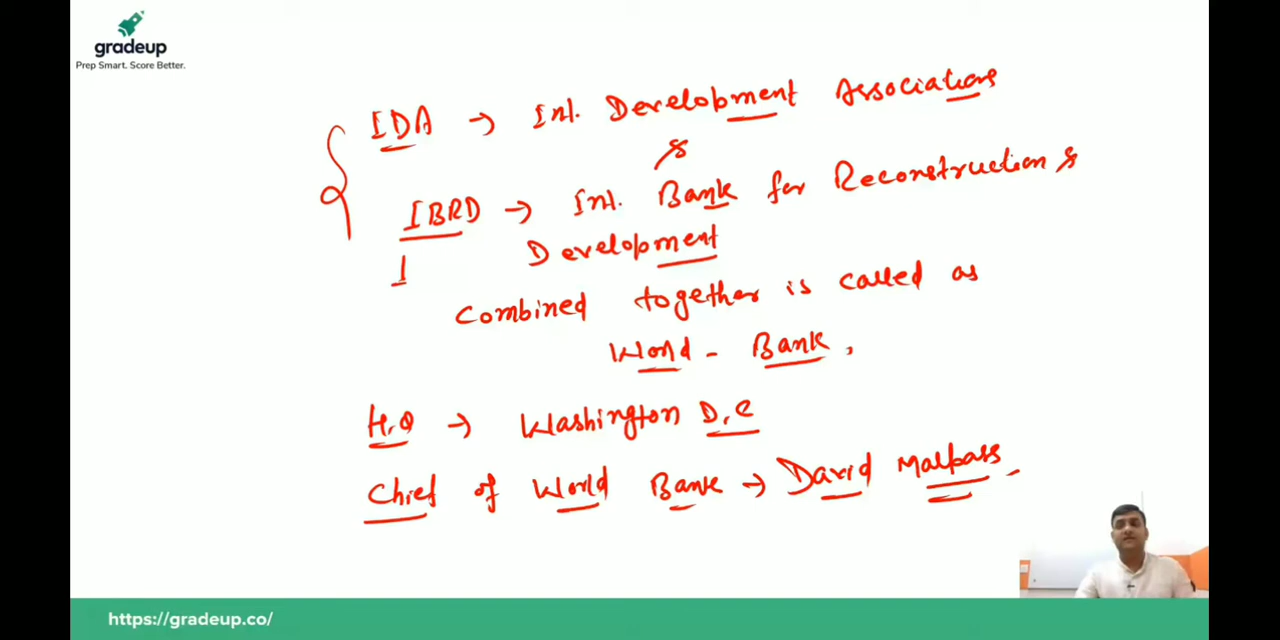 gradeup
Prep Smart. Score Better.
IDA → Int. Development Associations
&
IBRD → Int. Bank for Reconstruction &
I Development
Combined together is called as
World - Bank,
H.Q → Washington D.C
Chief of World Bank → David Malpass
https://gradeup.co/